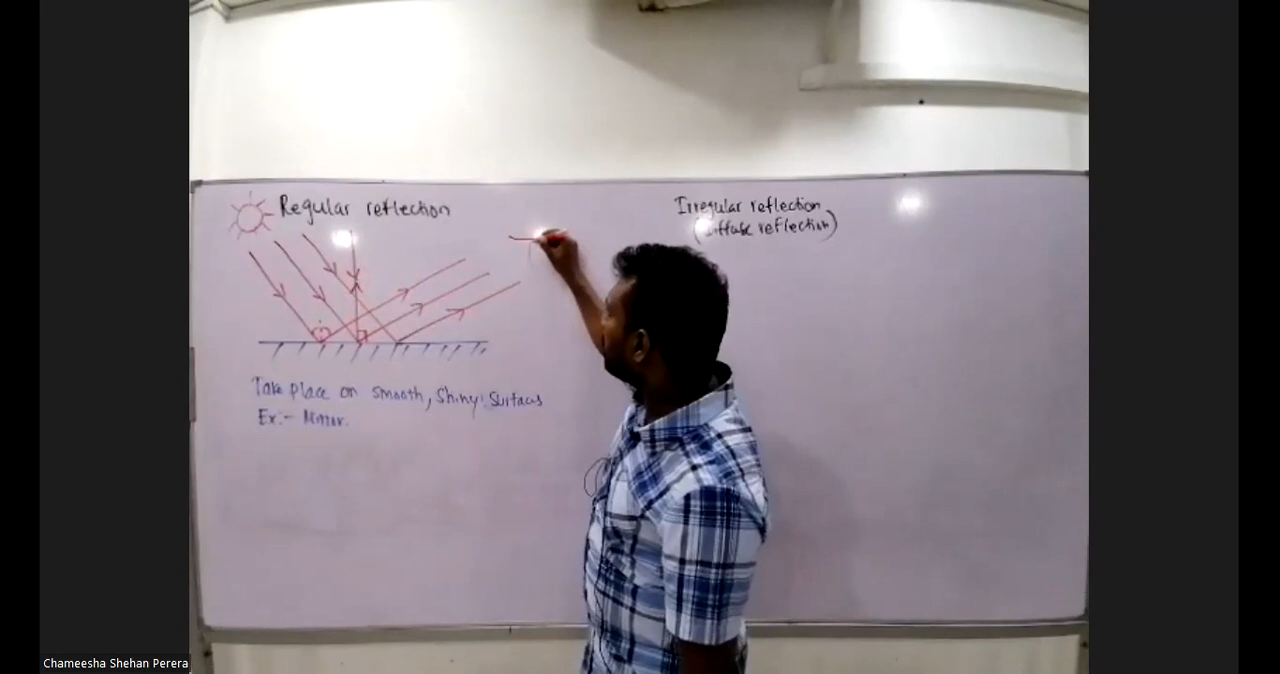 Regular reflection
Irregular reflection
(Diffuse reflection)
Take place on smooth, shiny surfaces
Ex:- Mirror.
Chameesha Shehan Perera